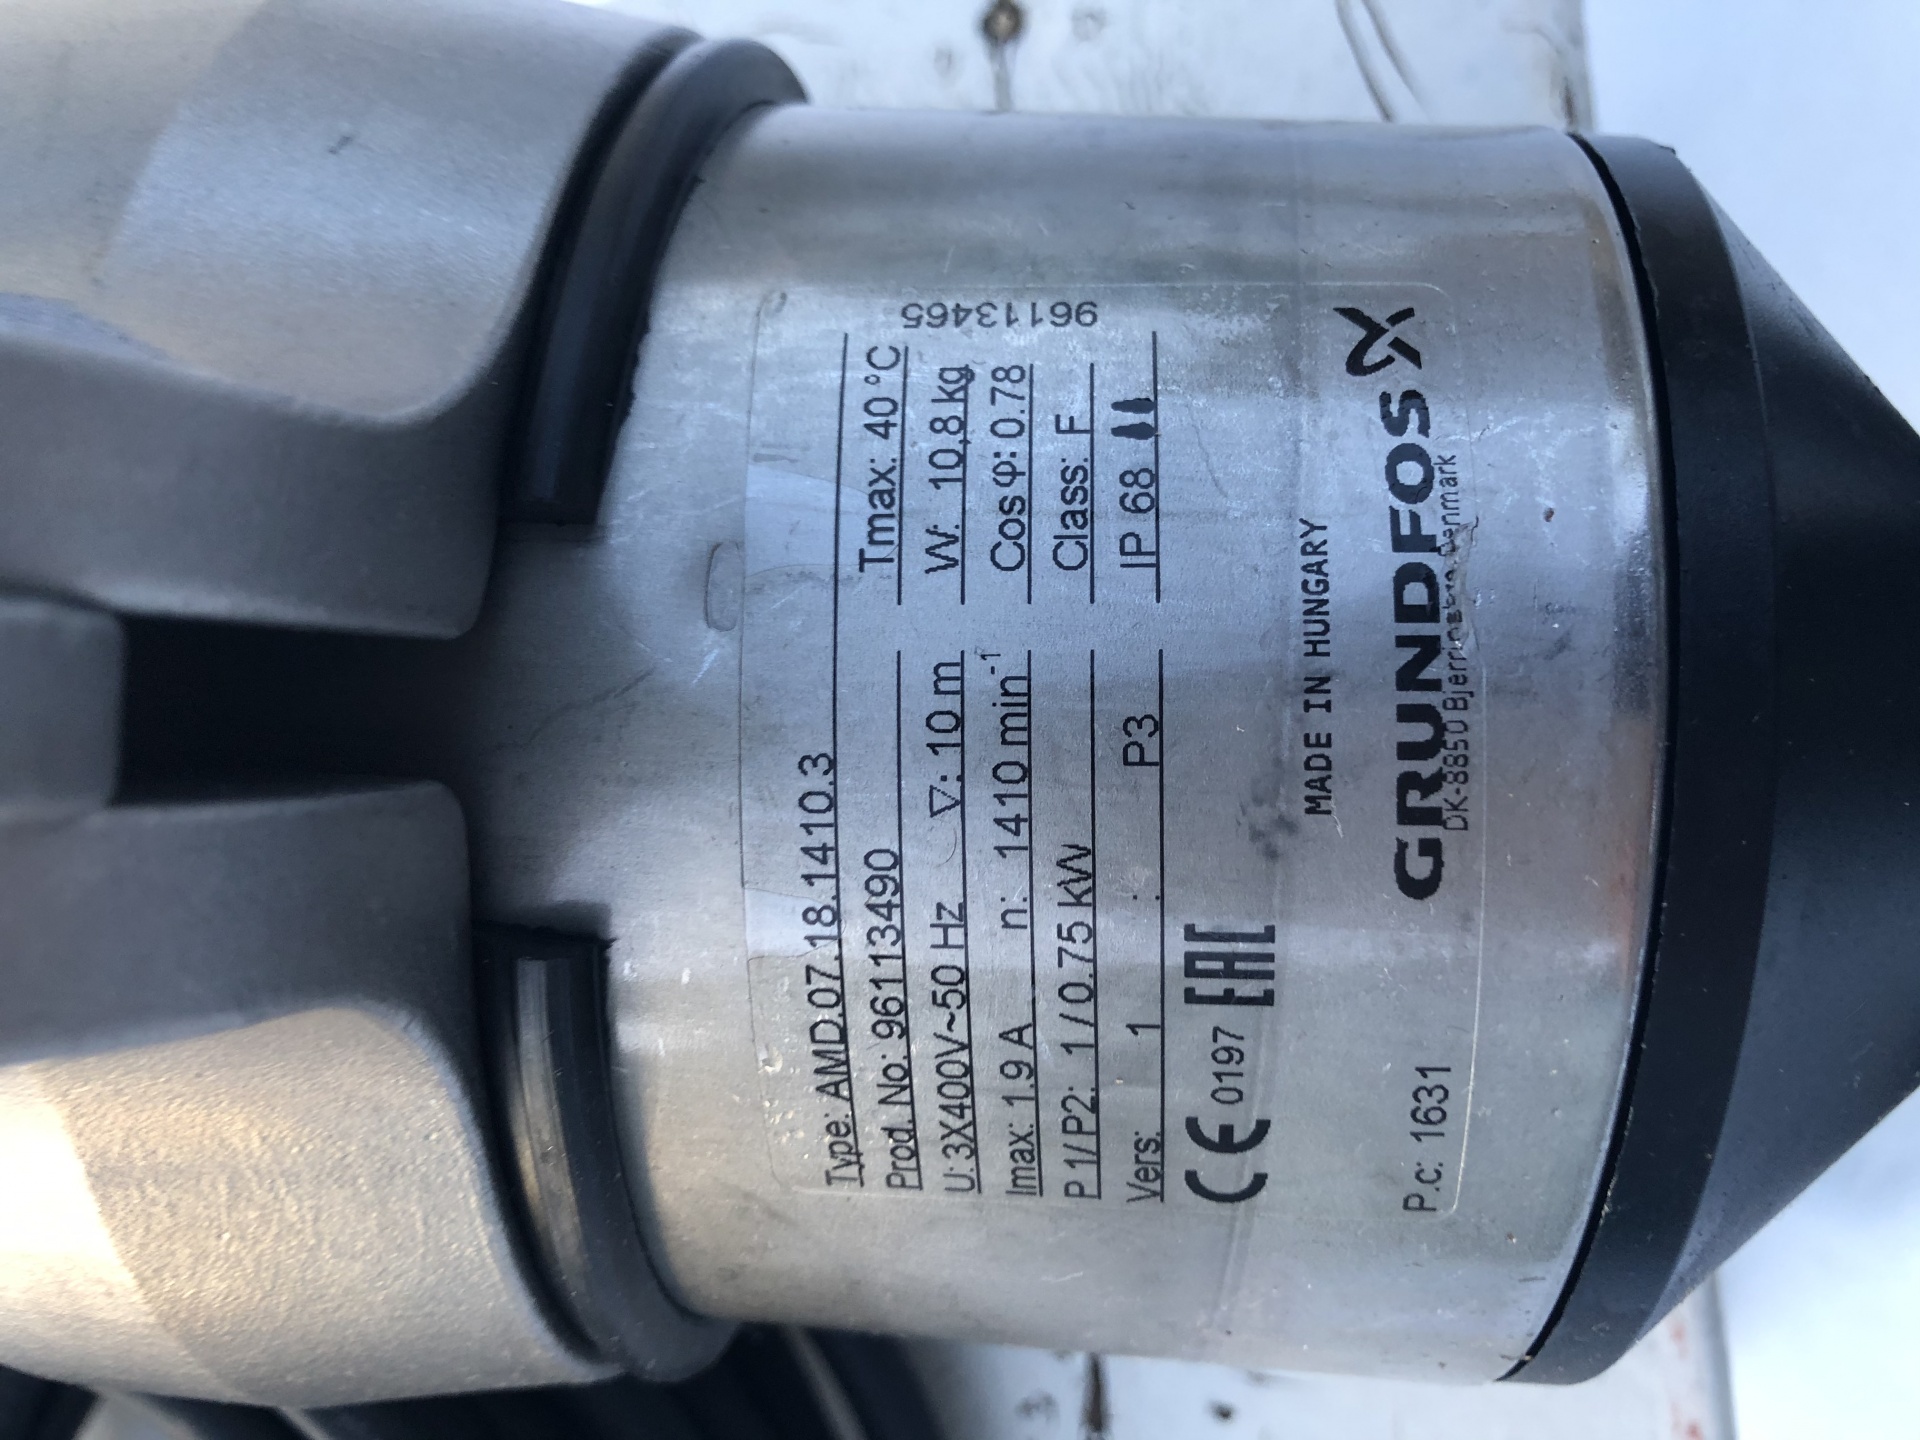 Type: AMD.07.18.1410.3
Prod. No.: 96113490 Tmax: 40 °C
U: 3X400V~50 Hz ∇: 10 m W: 10,8 kg
Imax: 1.9 A n: 1410 min⁻¹ Cos φ: 0.78
P1/P2: 1 / 0.75 kW Class: F
Vers: 1 : P3 IP 68
96113465
CE 0197 EAC
MADE IN HUNGARY
P.c: 1631
GRUNDFOS
DK-8850 Bjerringbro Denmark